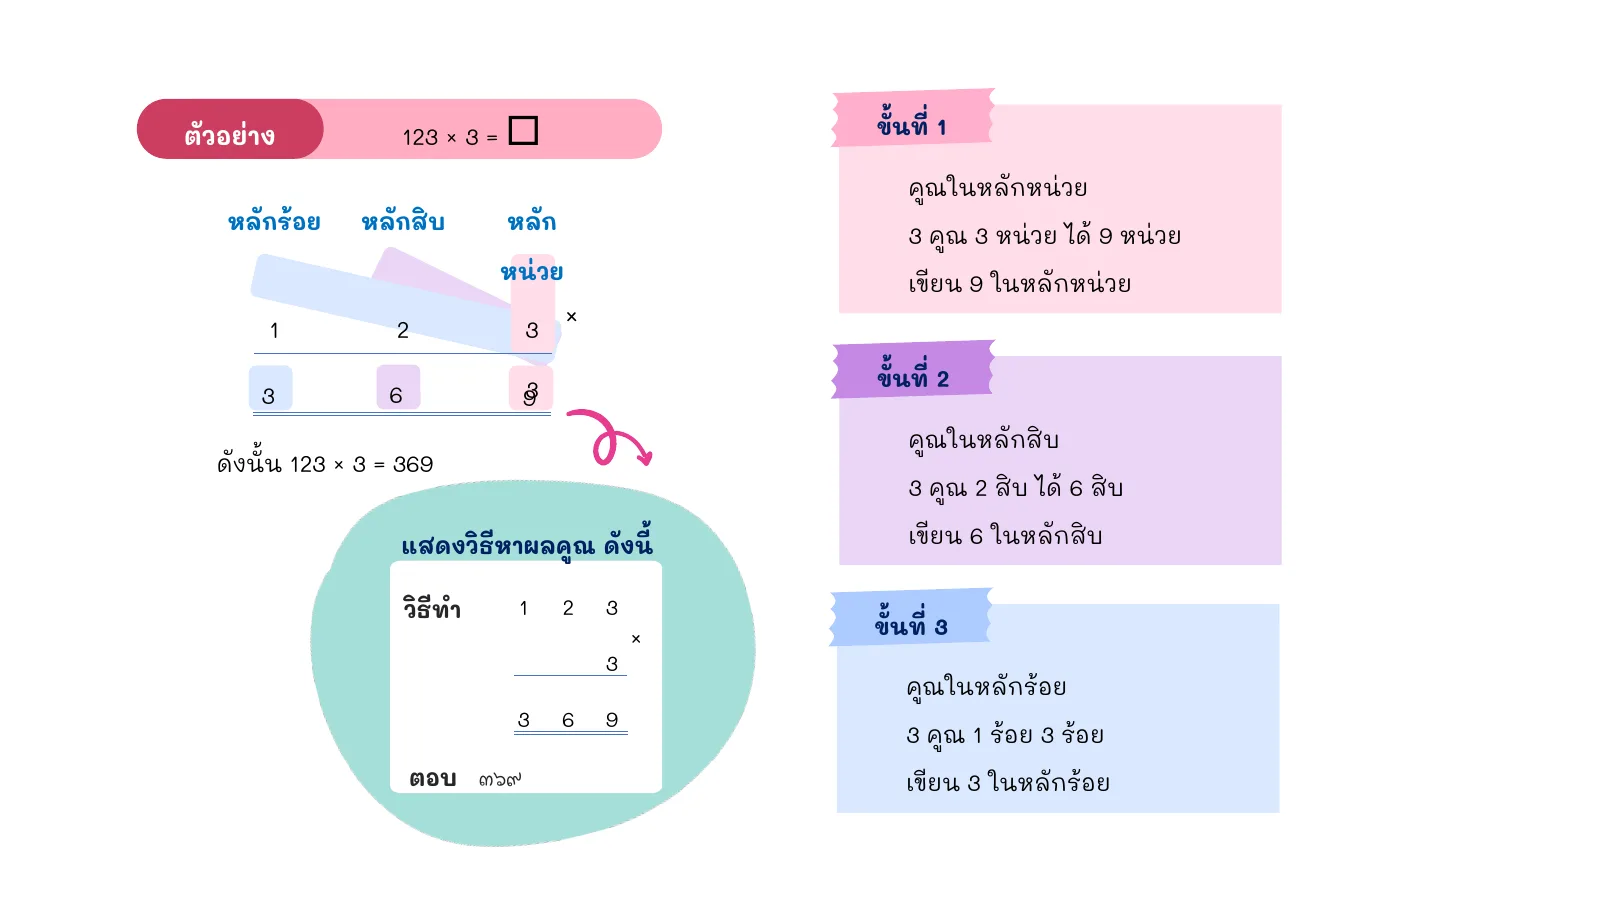 ตัวอย่าง 123 × 3 = □
หลักร้อย หลักสิบ หลัก
หน่วย
1 2 3 ×
3
3 6 9
ดังนั้น 123 × 3 = 369
แสดงวิธีหาผลคูณ ดังนี้
วิธีทำ 1 2 3
×
3
3 6 9
ตอบ ๓๖๙
ขั้นที่ 1
คูณในหลักหน่วย
3 คูณ 3 หน่วย ได้ 9 หน่วย
เขียน 9 ในหลักหน่วย
ขั้นที่ 2
คูณในหลักสิบ
3 คูณ 2 สิบ ได้ 6 สิบ
เขียน 6 ในหลักสิบ
ขั้นที่ 3
คูณในหลักร้อย
3 คูณ 1 ร้อย 3 ร้อย
เขียน 3 ในหลักร้อย